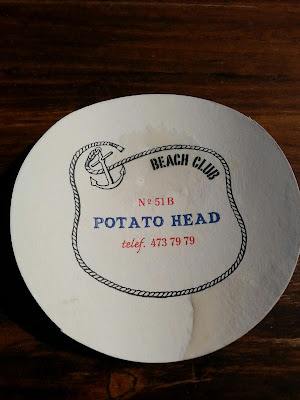 BEACH CLUB
Nº 51B
POTATO HEAD
telef. 473 79 79